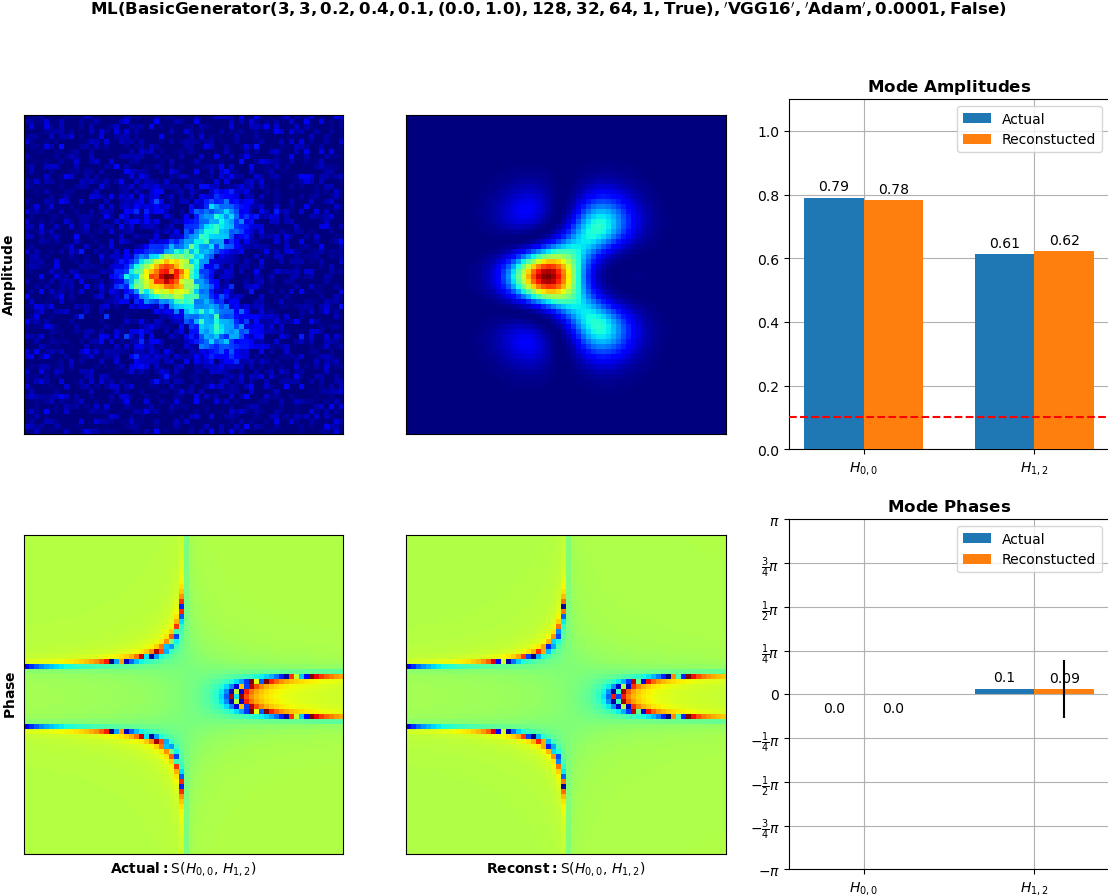 ML(BasicGenerator(3, 3, 0.2, 0.4, 0.1, (0.0, 1.0), 128, 32, 64, 1, True), ′VGG16′, ′Adam′, 0.0001, False)
Amplitude
Mode Amplitudes
Actual
Reconstucted
1.0
0.8
0.6
0.4
0.2
0.0
0.79
0.78
0.61
0.62
H0,0
H1,2
Phase
Actual: S(H0,0, H1,2)
Reconst: S(H0,0, H1,2)
Mode Phases
Actual
Reconstucted
π
3/4π
1/2π
1/4π
0
−1/4π
−1/2π
−3/4π
−π
0.0
0.0
0.1
0.09
H0,0
H1,2